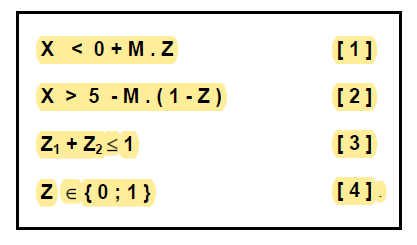 X < 0 + M . Z [ 1 ]
X > 5 - M . ( 1 - Z ) [ 2 ]
Z₁ + Z₂ ≤ 1 [ 3 ]
Z ∈ { 0 ; 1 } [ 4 ] .